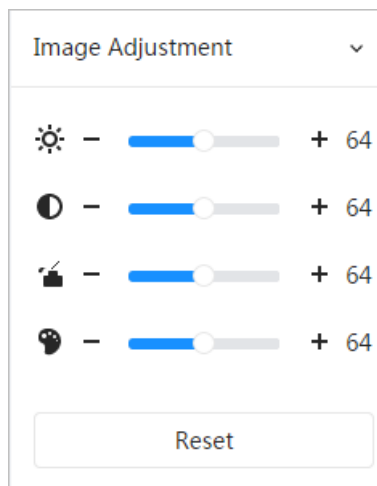 Image Adjustment
− + 64
− + 64
− + 64
− + 64
Reset